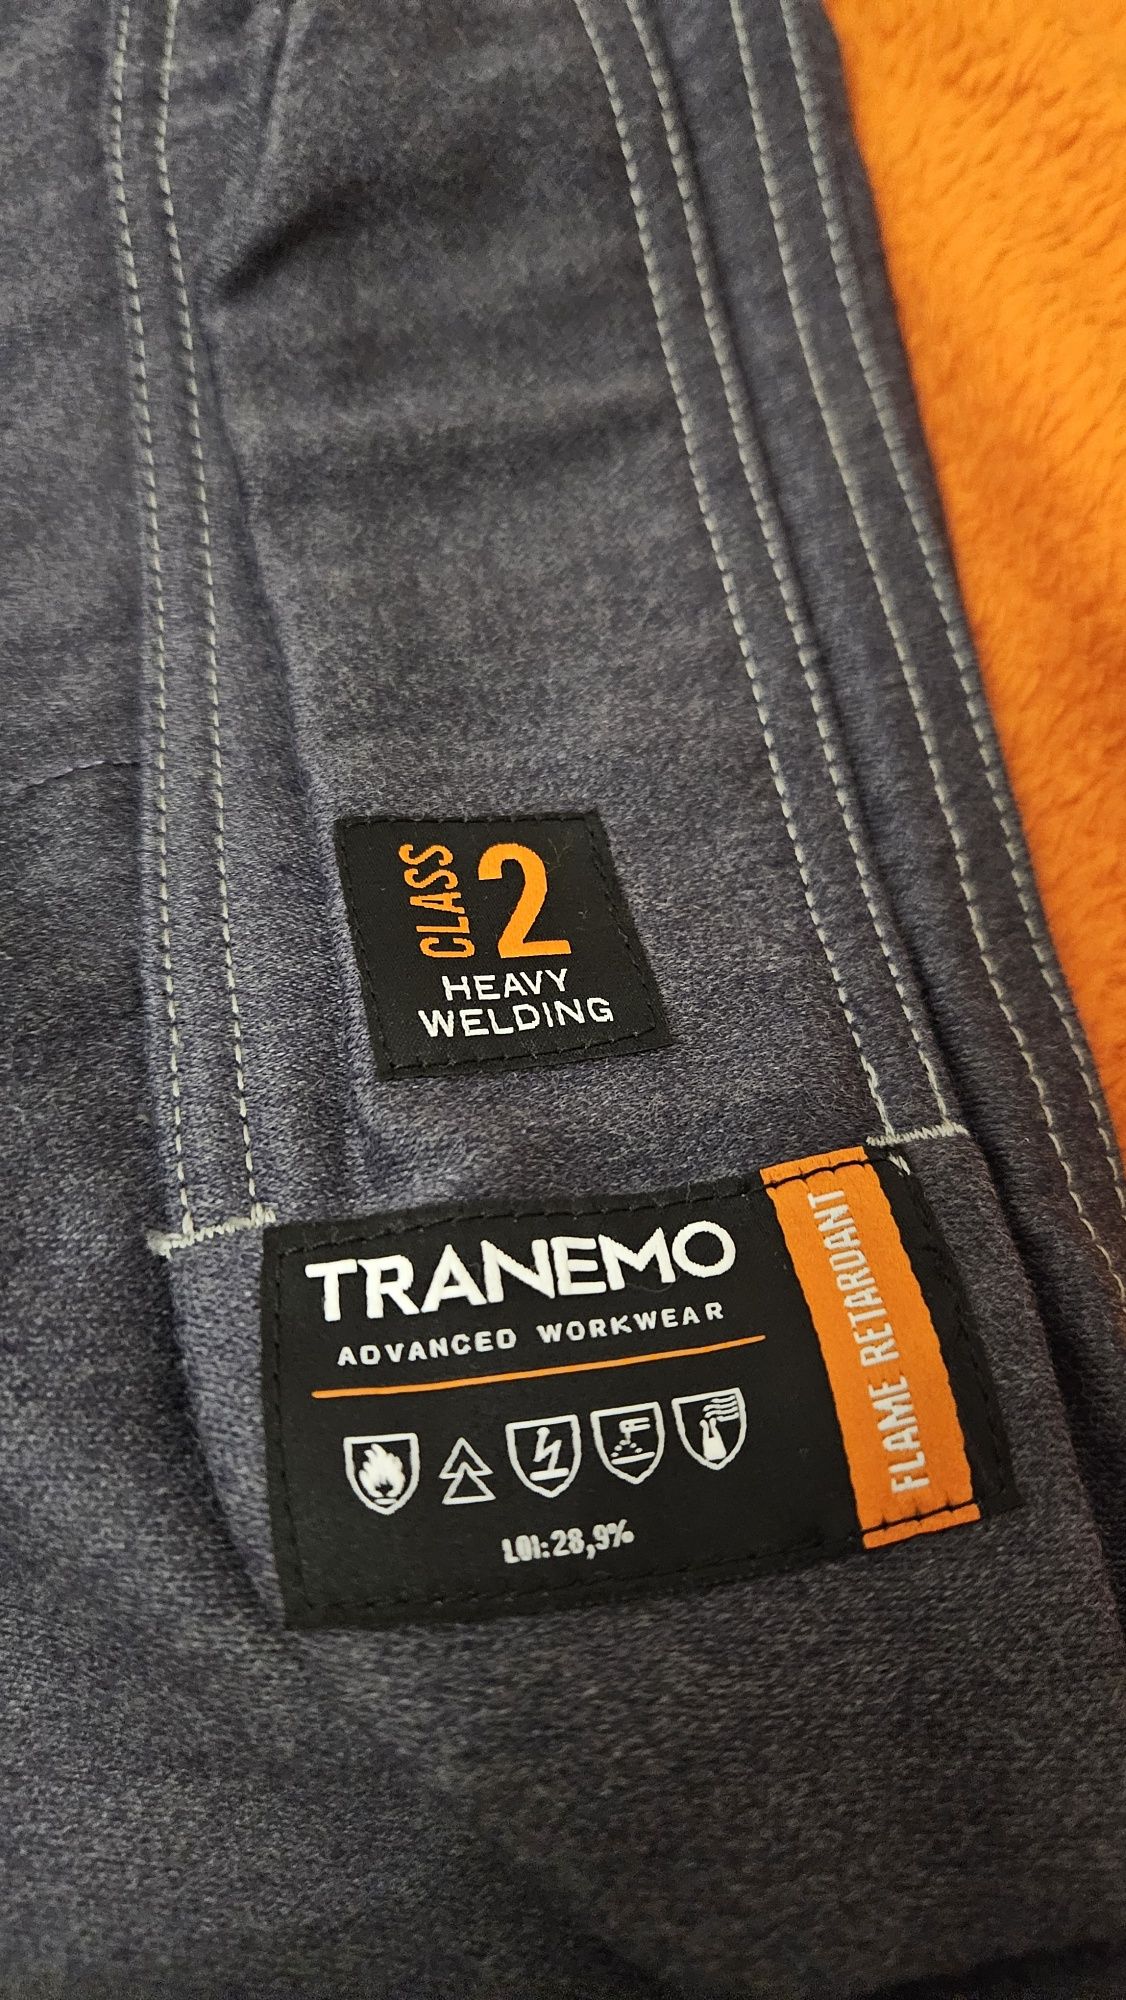 CLASS 2
HEAVY
WELDING
TRANEMO
ADVANCED WORKWEAR
LOI: 28,9%
FLAME RETARDANT